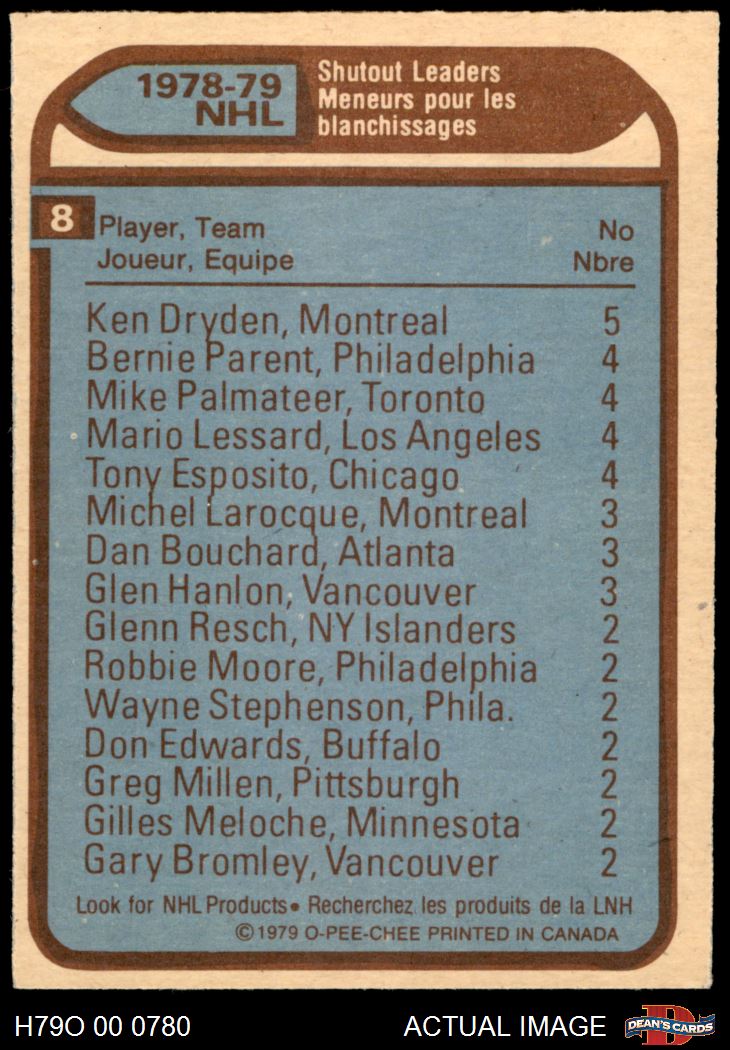 1978-79
NHL
Shutout Leaders
Meneurs pour les
blanchissages
8
Player, Team No
Joueur, Equipe Nbre
Ken Dryden, Montreal 5
Bernie Parent, Philadelphia 4
Mike Palmateer, Toronto 4
Mario Lessard, Los Angeles 4
Tony Esposito, Chicago 4
Michel Larocque, Montreal 3
Dan Bouchard, Atlanta 3
Glen Hanlon, Vancouver 3
Glenn Resch, NY Islanders 2
Robbie Moore, Philadelphia 2
Wayne Stephenson, Phila. 2
Don Edwards, Buffalo 2
Greg Millen, Pittsburgh 2
Gilles Meloche, Minnesota 2
Gary Bromley, Vancouver 2
Look for NHL Products• Recherchez les produits de la LNH
©1979 O-PEE-CHEE PRINTED IN CANADA
H79O 00 0780 ACTUAL IMAGE
D
DEAN'S CARDS